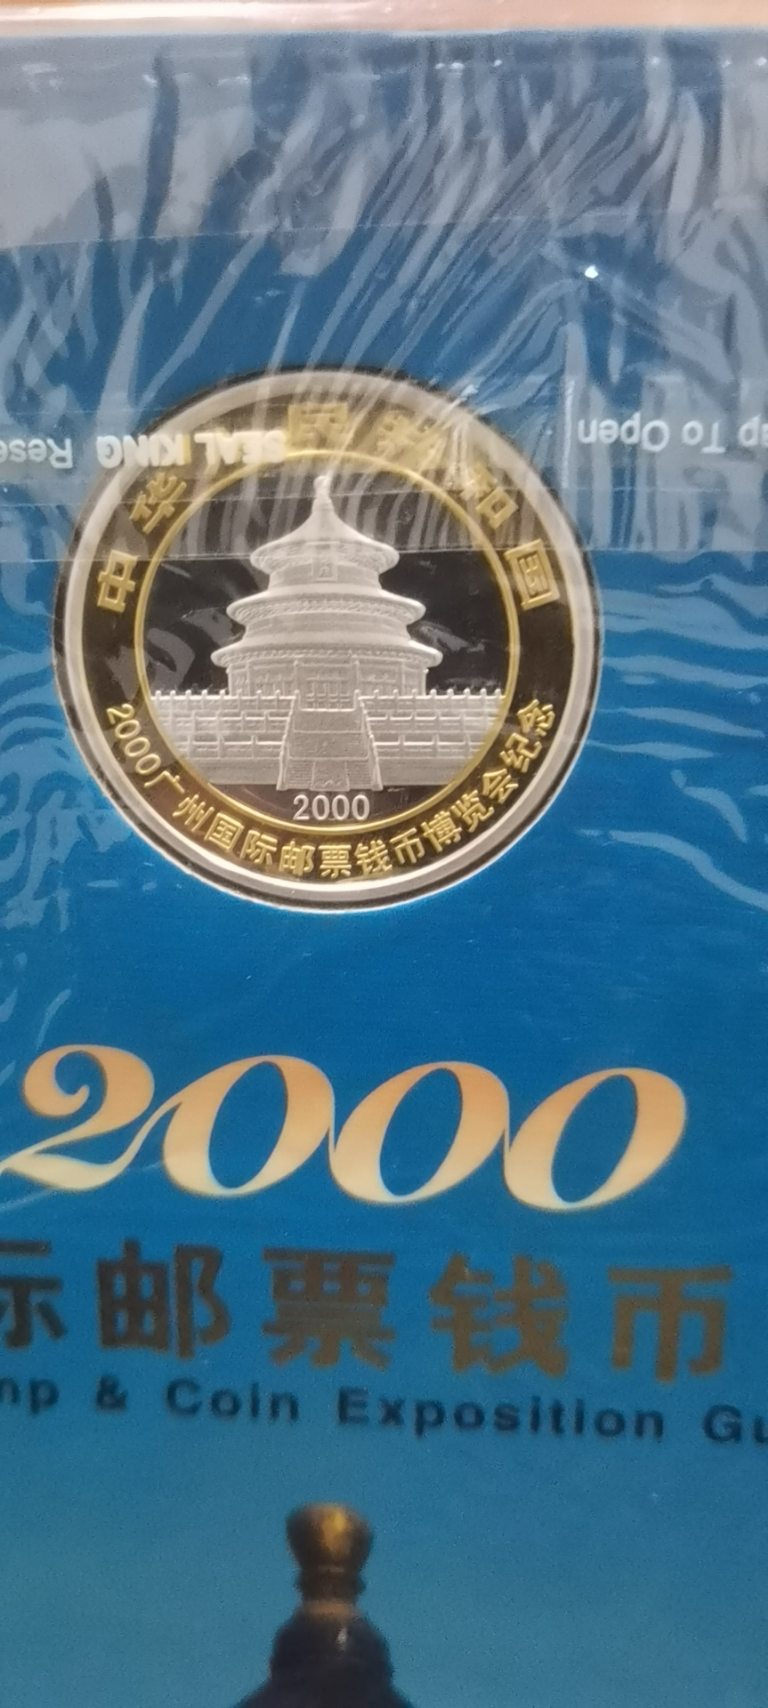 Rese SEAL KING
ap To Open
中华人民共和国
2000
2000广州国际邮票钱币博览会纪念
2000
际邮票钱币
mp & Coin Exposition Gu